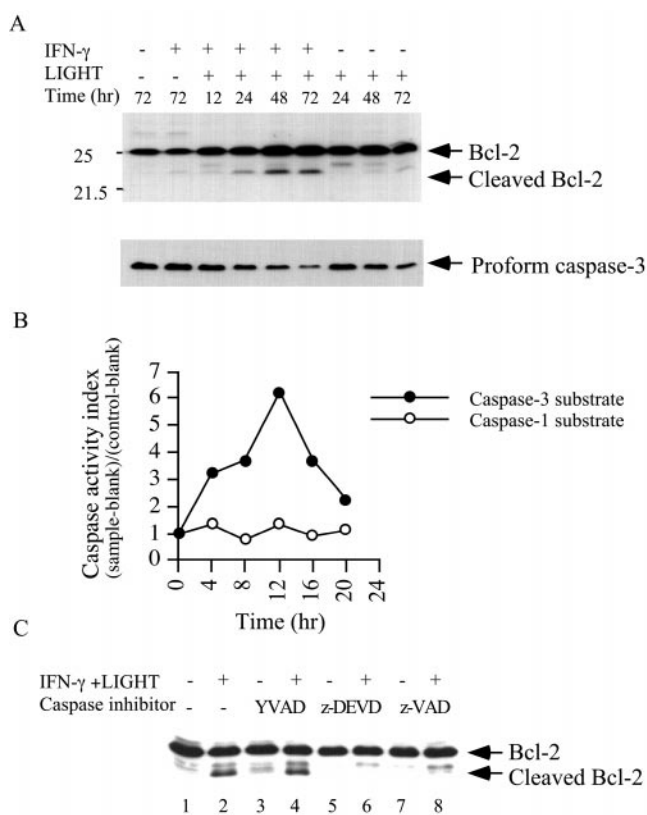 A
IFN-γ - + + + + + - - -
LIGHT - - + + + + + + +
Time (hr) 72 72 12 24 48 72 24 48 72
25
Bcl-2
Cleaved Bcl-2
21.5
Proform caspase-3
B
Caspase activity index
(sample-blank)/(control-blank)
7
6
5
4
3
2
1
0
0 4 8 12 16 20 24
Time (hr)
Caspase-3 substrate
Caspase-1 substrate
C
IFN-γ +LIGHT - + - + - + - +
Caspase inhibitor - - YVAD z-DEVD z-VAD
Bcl-2
Cleaved Bcl-2
1 2 3 4 5 6 7 8